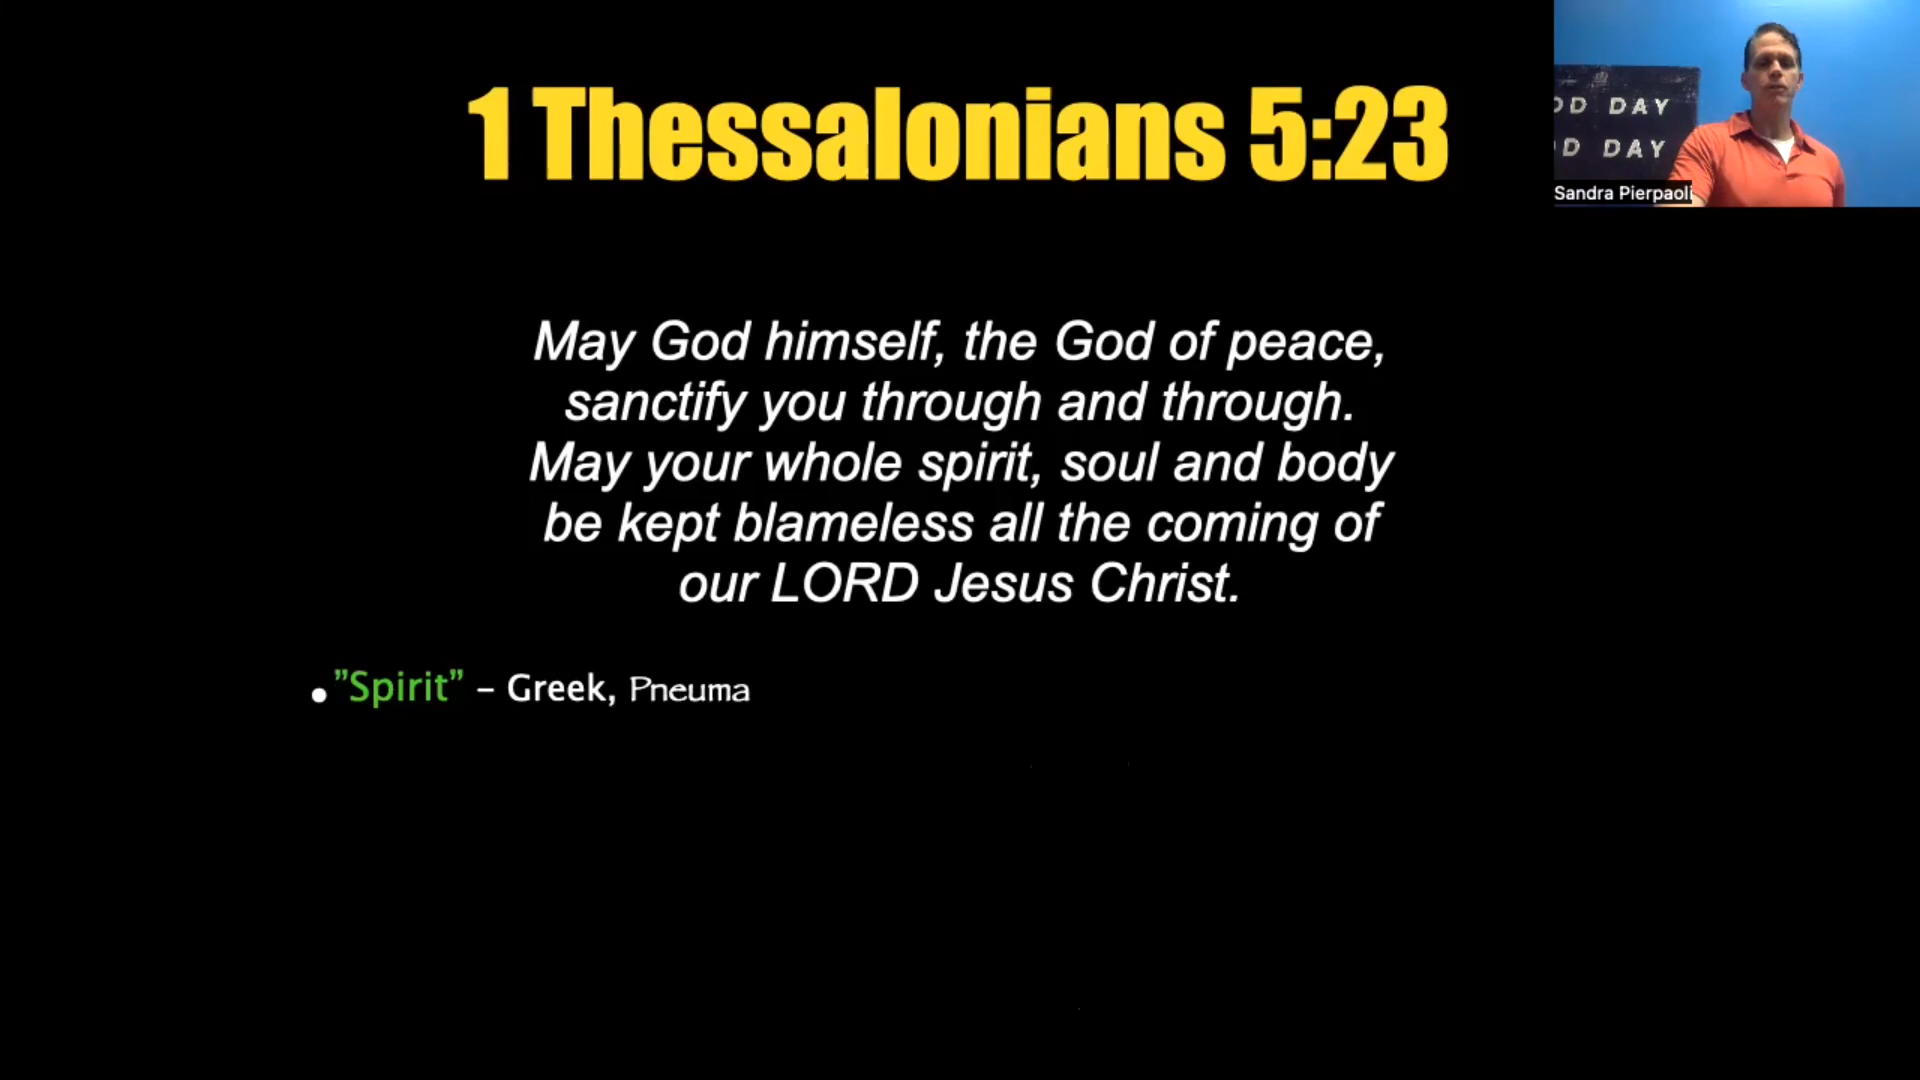 1 Thessalonians 5:23
OD DAY
D DAY
Sandra Pierpaoli
May God himself, the God of peace,
sanctify you through and through.
May your whole spirit, soul and body
be kept blameless all the coming of
our LORD Jesus Christ.
•”Spirit” – Greek, Pneuma